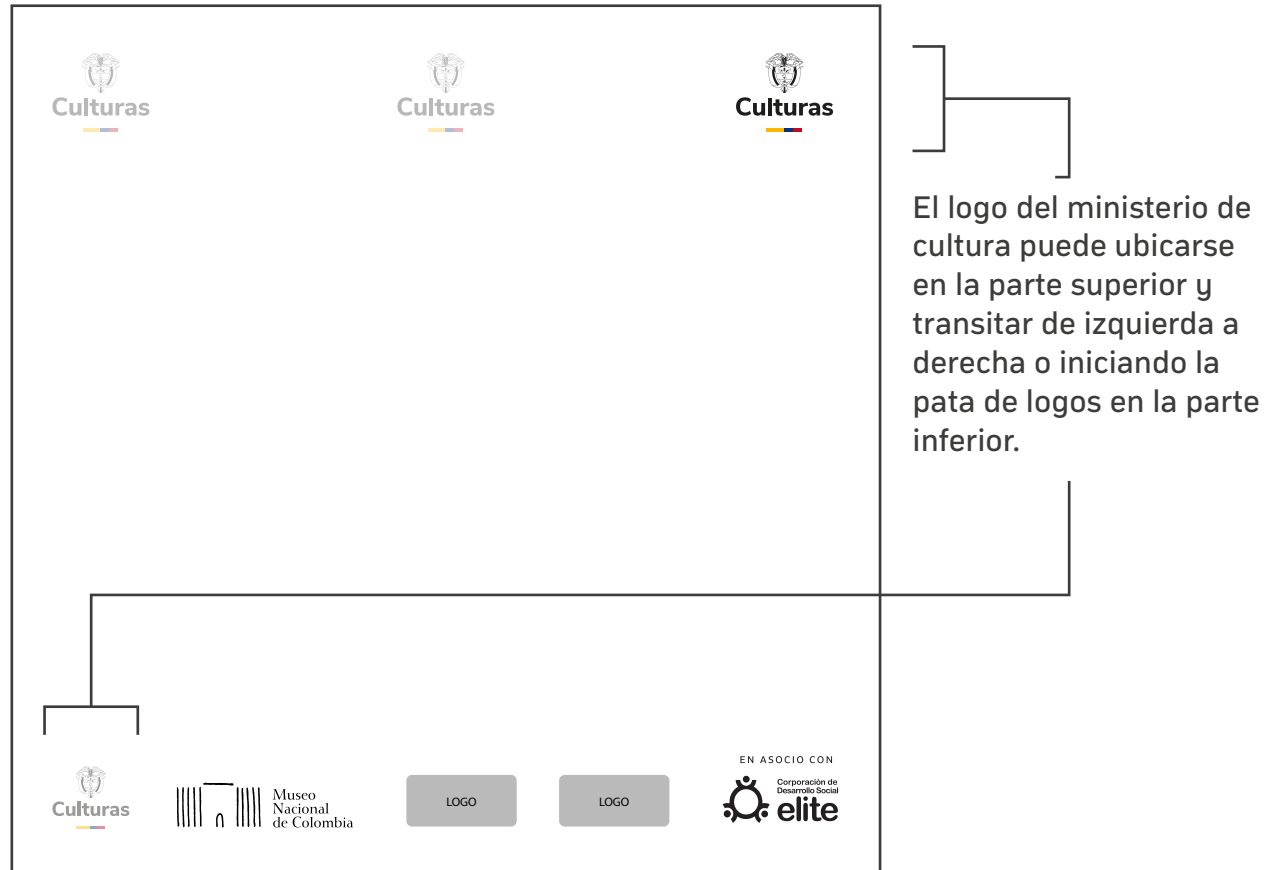 Culturas
Culturas
Culturas
El logo del ministerio de
cultura puede ubicarse
en la parte superior y
transitar de izquierda a
derecha o iniciando la
pata de logos en la parte
inferior.
Culturas
Museo
Nacional
de Colombia
LOGO
LOGO
EN ASOCIO CON
Corporación de
Desarrollo Social
elite